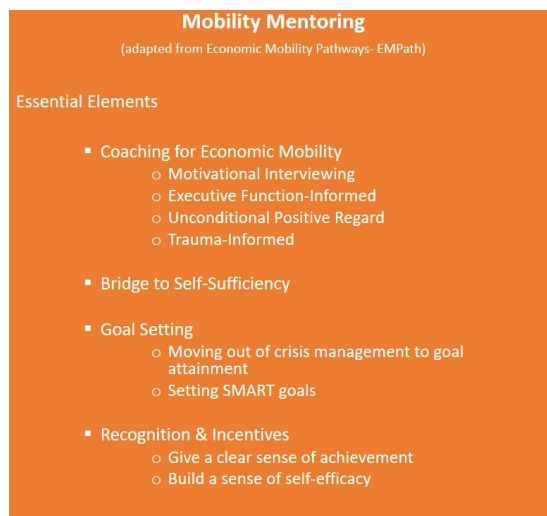 Mobility Mentoring
(adapted from Economic Mobility Pathways- EMPath)
Essential Elements
▪ Coaching for Economic Mobility
o Motivational Interviewing
o Executive Function-Informed
o Unconditional Positive Regard
o Trauma-Informed
▪ Bridge to Self-Sufficiency
▪ Goal Setting
o Moving out of crisis management to goal
attainment
o Setting SMART goals
▪ Recognition & Incentives
o Give a clear sense of achievement
o Build a sense of self-efficacy